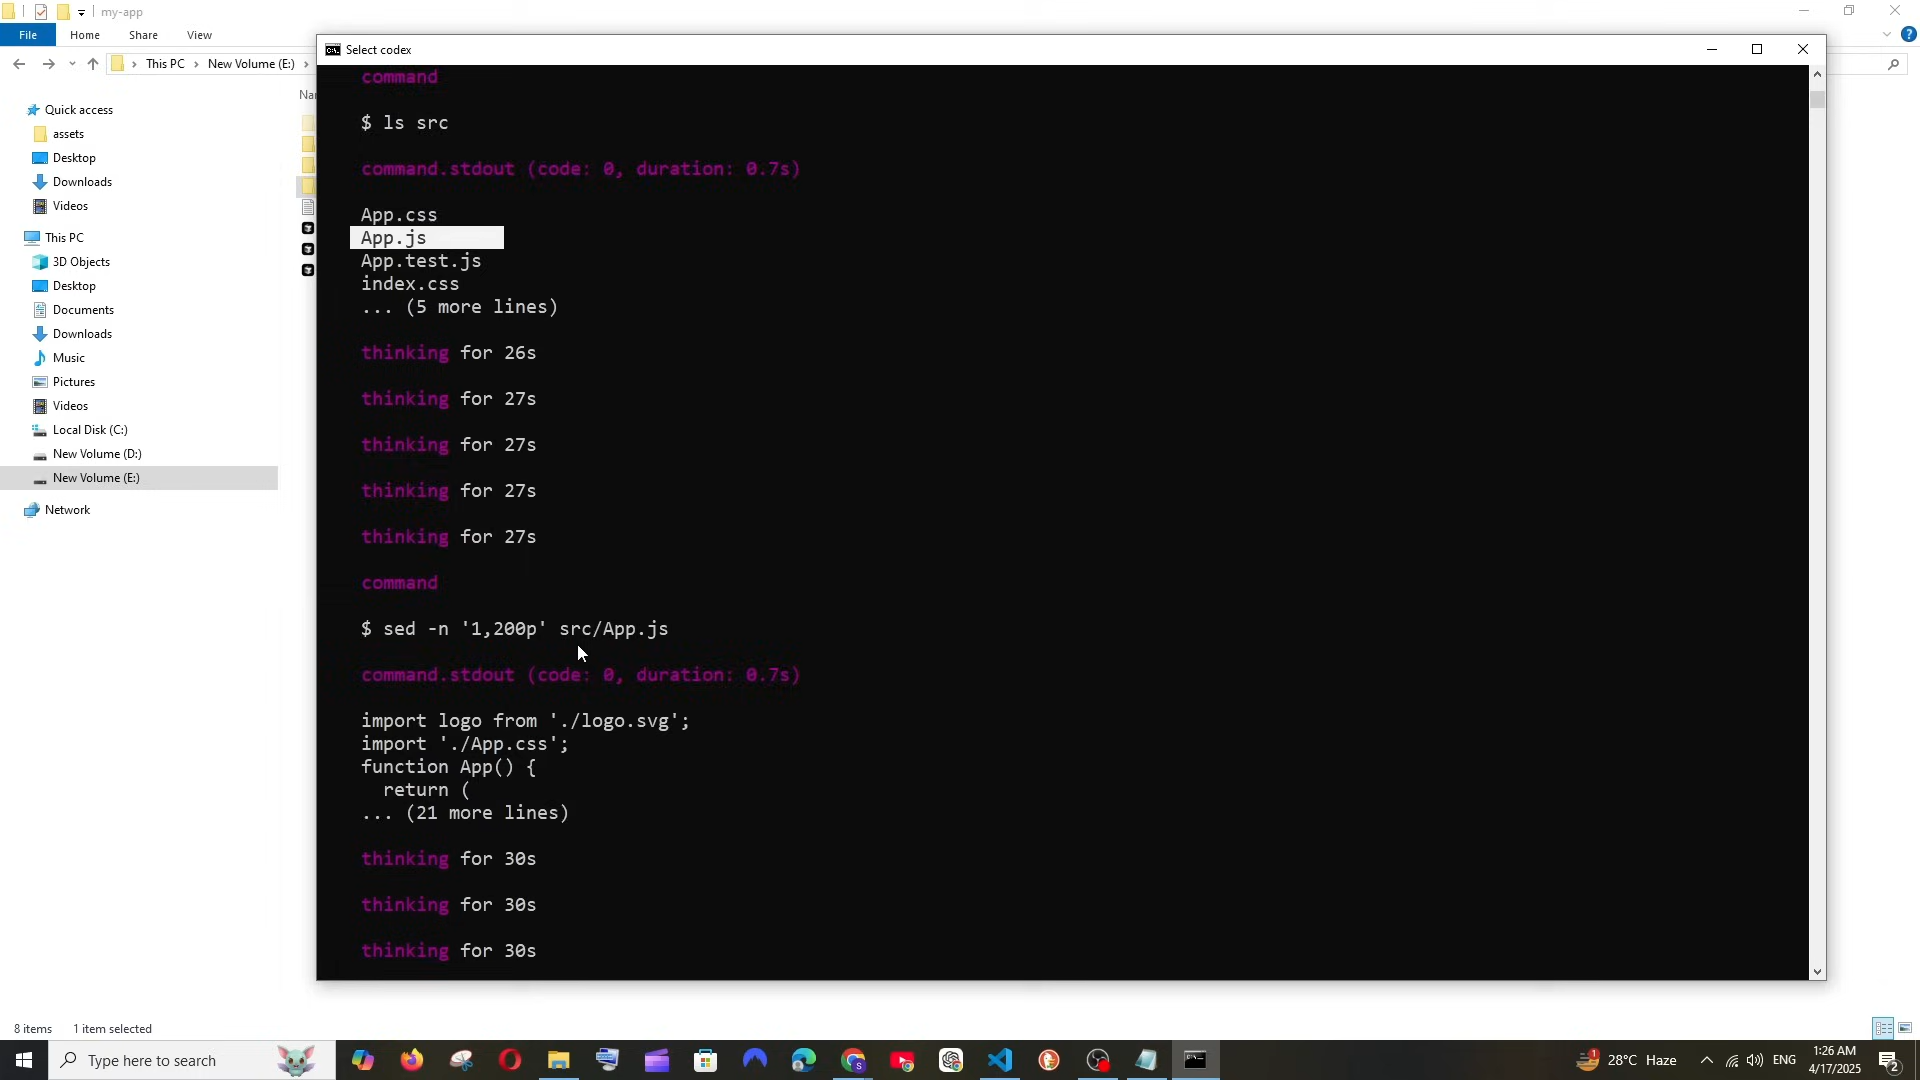 my-app
File
Home
Share
View
This PC
New Volume (E:)
Quick access
assets
Desktop
Downloads
Videos
This PC
3D Objects
Desktop
Documents
Downloads
Music
Pictures
Videos
Local Disk (C:)
New Volume (D:)
New Volume (E:)
Network
Select codex
command
$ ls src
command.stdout (code: 0, duration: 0.7s)
App.css
App.js
App.test.js
index.css
... (5 more lines)
thinking for 26s
thinking for 27s
thinking for 27s
thinking for 27s
thinking for 27s
command
$ sed -n '1,200p' src/App.js
command.stdout (code: 0, duration: 0.7s)
import logo from './logo.svg';
import './App.css';
function App() {
return (
... (21 more lines)
thinking for 30s
thinking for 30s
thinking for 30s
8 items
1 item selected
Type here to search
1
28°C Haze
ENG
1:26 AM
4/17/2025
2